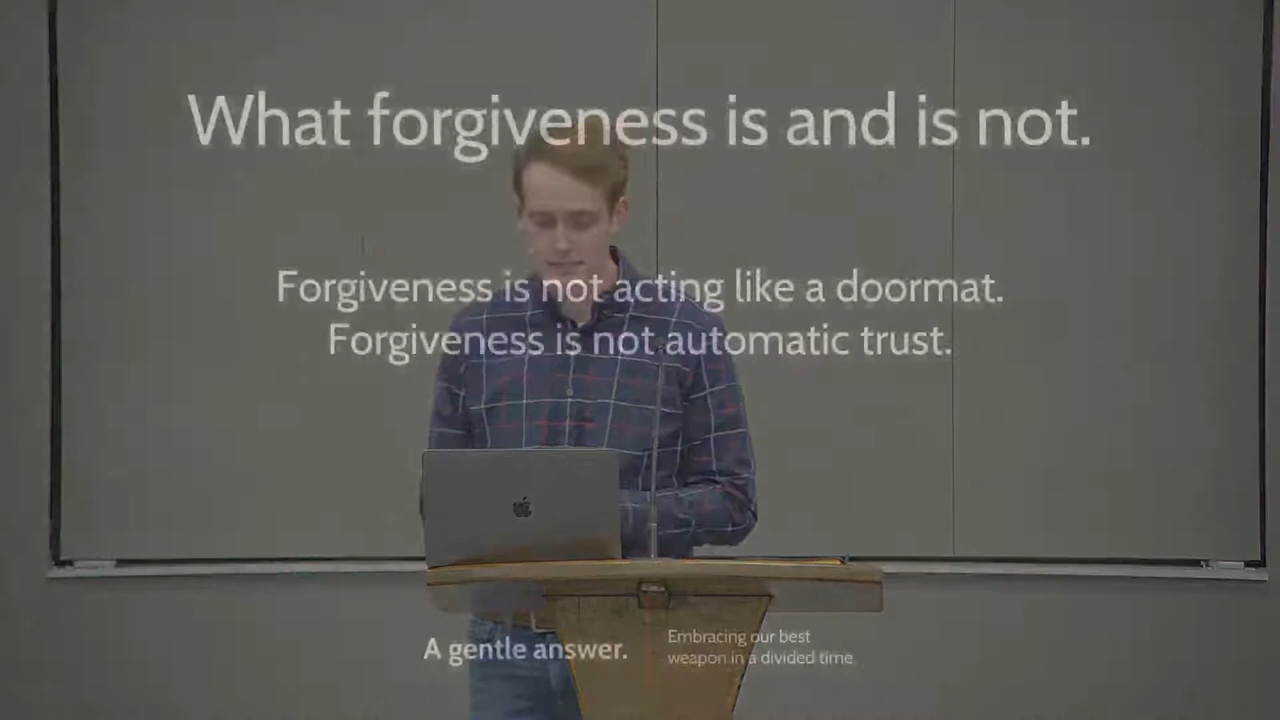 What forgiveness is and is not.
Forgiveness is not acting like a doormat.
Forgiveness is not automatic trust.
A gentle answer.
Embracing our best
weapon in a divided time